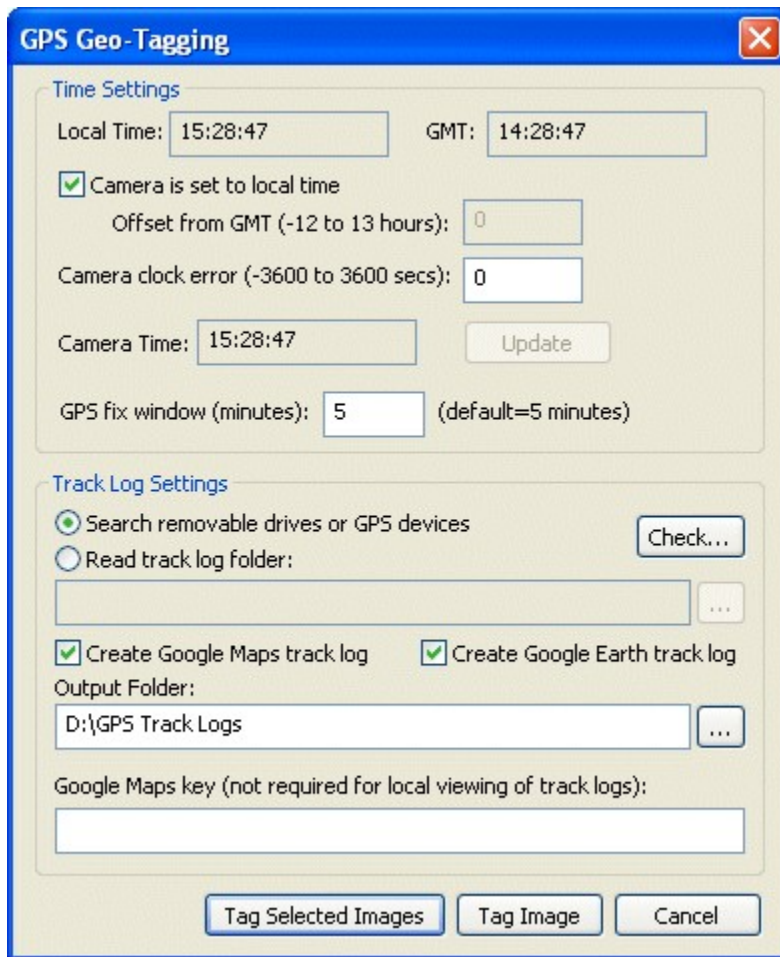 GPS Geo-Tagging
Time Settings
Local Time: 15:28:47 GMT: 14:28:47
Camera is set to local time
Offset from GMT (-12 to 13 hours): 0
Camera clock error (-3600 to 3600 secs): 0
Camera Time: 15:28:47 Update
GPS fix window (minutes): 5 (default=5 minutes)
Track Log Settings
Search removable drives or GPS devices
Check...
Read track log folder:
...
Create Google Maps track log Create Google Earth track log
Output Folder:
D:\GPS Track Logs ...
Google Maps key (not required for local viewing of track logs):
Tag Selected Images Tag Image Cancel